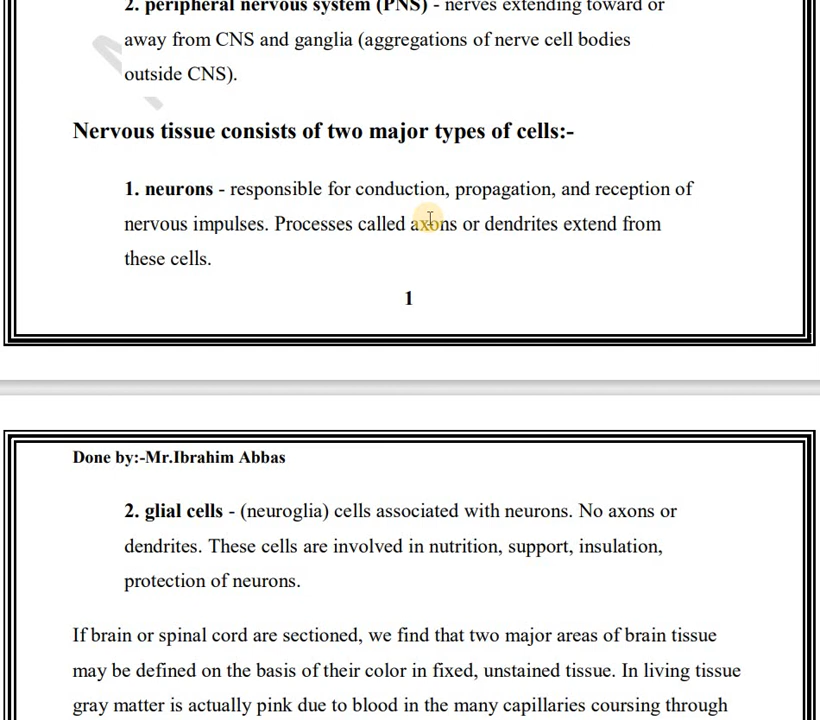 2. peripheral nervous system (PNS) - nerves extending toward or
away from CNS and ganglia (aggregations of nerve cell bodies
outside CNS).
Nervous tissue consists of two major types of cells:-
1. neurons - responsible for conduction, propagation, and reception of
nervous impulses. Processes called axons or dendrites extend from
these cells.
1
Done by:-Mr.Ibrahim Abbas
2. glial cells - (neuroglia) cells associated with neurons. No axons or
dendrites. These cells are involved in nutrition, support, insulation,
protection of neurons.
If brain or spinal cord are sectioned, we find that two major areas of brain tissue
may be defined on the basis of their color in fixed, unstained tissue. In living tissue
gray matter is actually pink due to blood in the many capillaries coursing through